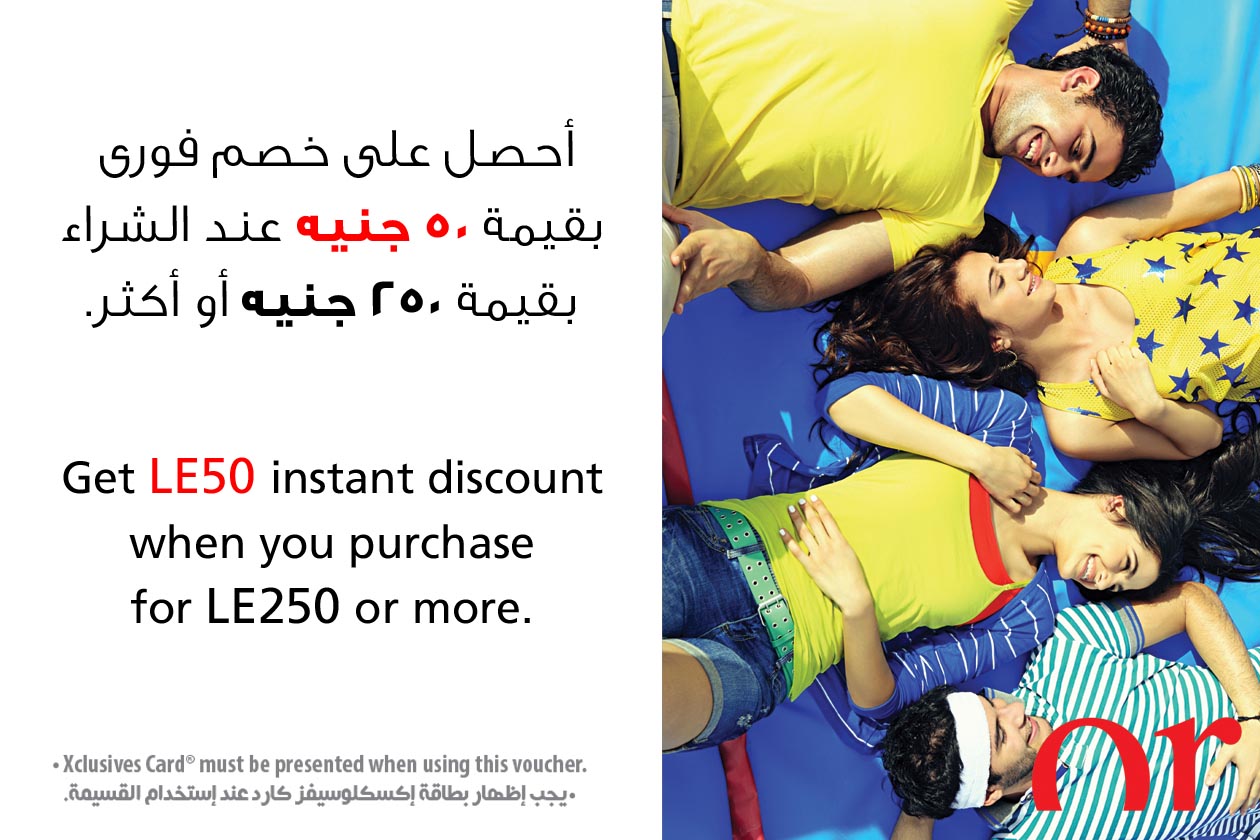 أحصل على خصم فورى
بقيمة ٥٠ جنيه عند الشراء
بقيمة ٢٥٠ جنيه أو أكثر.
Get LE50 instant discount
when you purchase
for LE250 or more.
• Xclusives Card® must be presented when using this voucher.
•يجب إظهار بطاقة إكسكلوسيفز كارد عند إستخدام القسيمة.
or